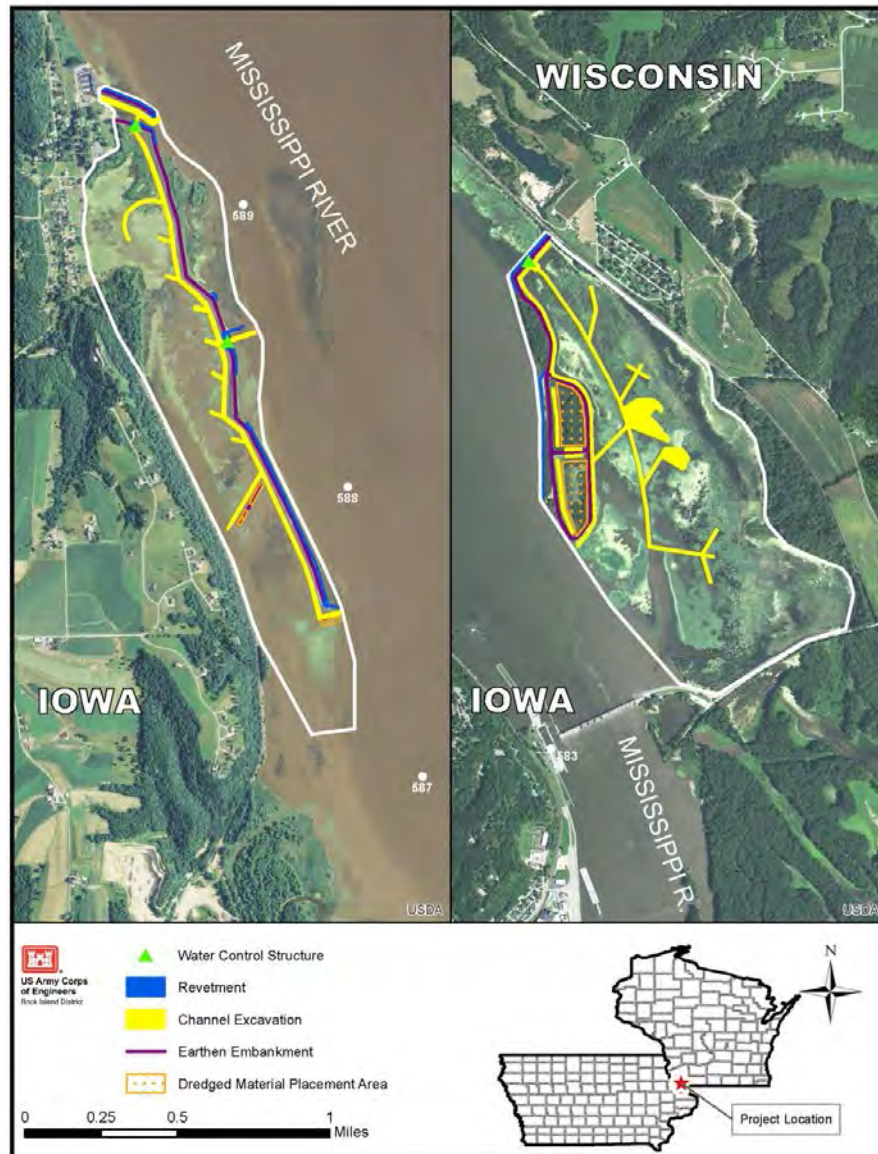 MISSISSIPPI RIVER
589
588
587
IOWA
USDA
WISCONSIN
IOWA
583
MISSISSIPPI R.
USDA
US Army Corps
of Engineers
Rock Island District
Water Control Structure
Revetment
Channel Excavation
Earthen Embankment
Dredged Material Placement Area
0 0.25 0.5 1
Miles
N
Project Location